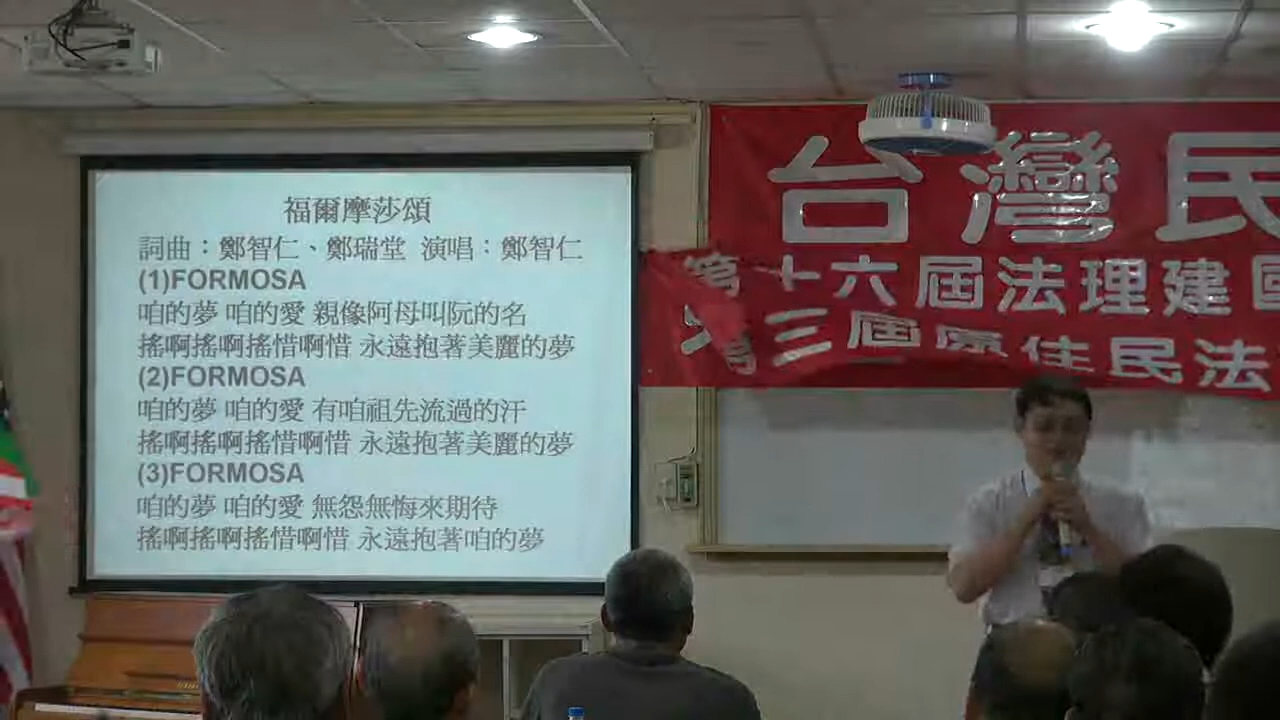 福爾摩莎頌
詞曲：鄭智仁、鄭瑞堂 演唱：鄭智仁
(1)FORMOSA
咱的夢 咱的愛 親像阿母叫阮的名
搖啊搖啊搖惜啊惜 永遠抱著美麗的夢
(2)FORMOSA
咱的夢 咱的愛 有咱祖先流過的汗
搖啊搖啊搖惜啊惜 永遠抱著美麗的夢
(3)FORMOSA
咱的夢 咱的愛 無怨無悔來期待
搖啊搖啊搖惜啊惜 永遠抱著咱的夢
台灣民
第十六屆法理建國
第三屆原住民法